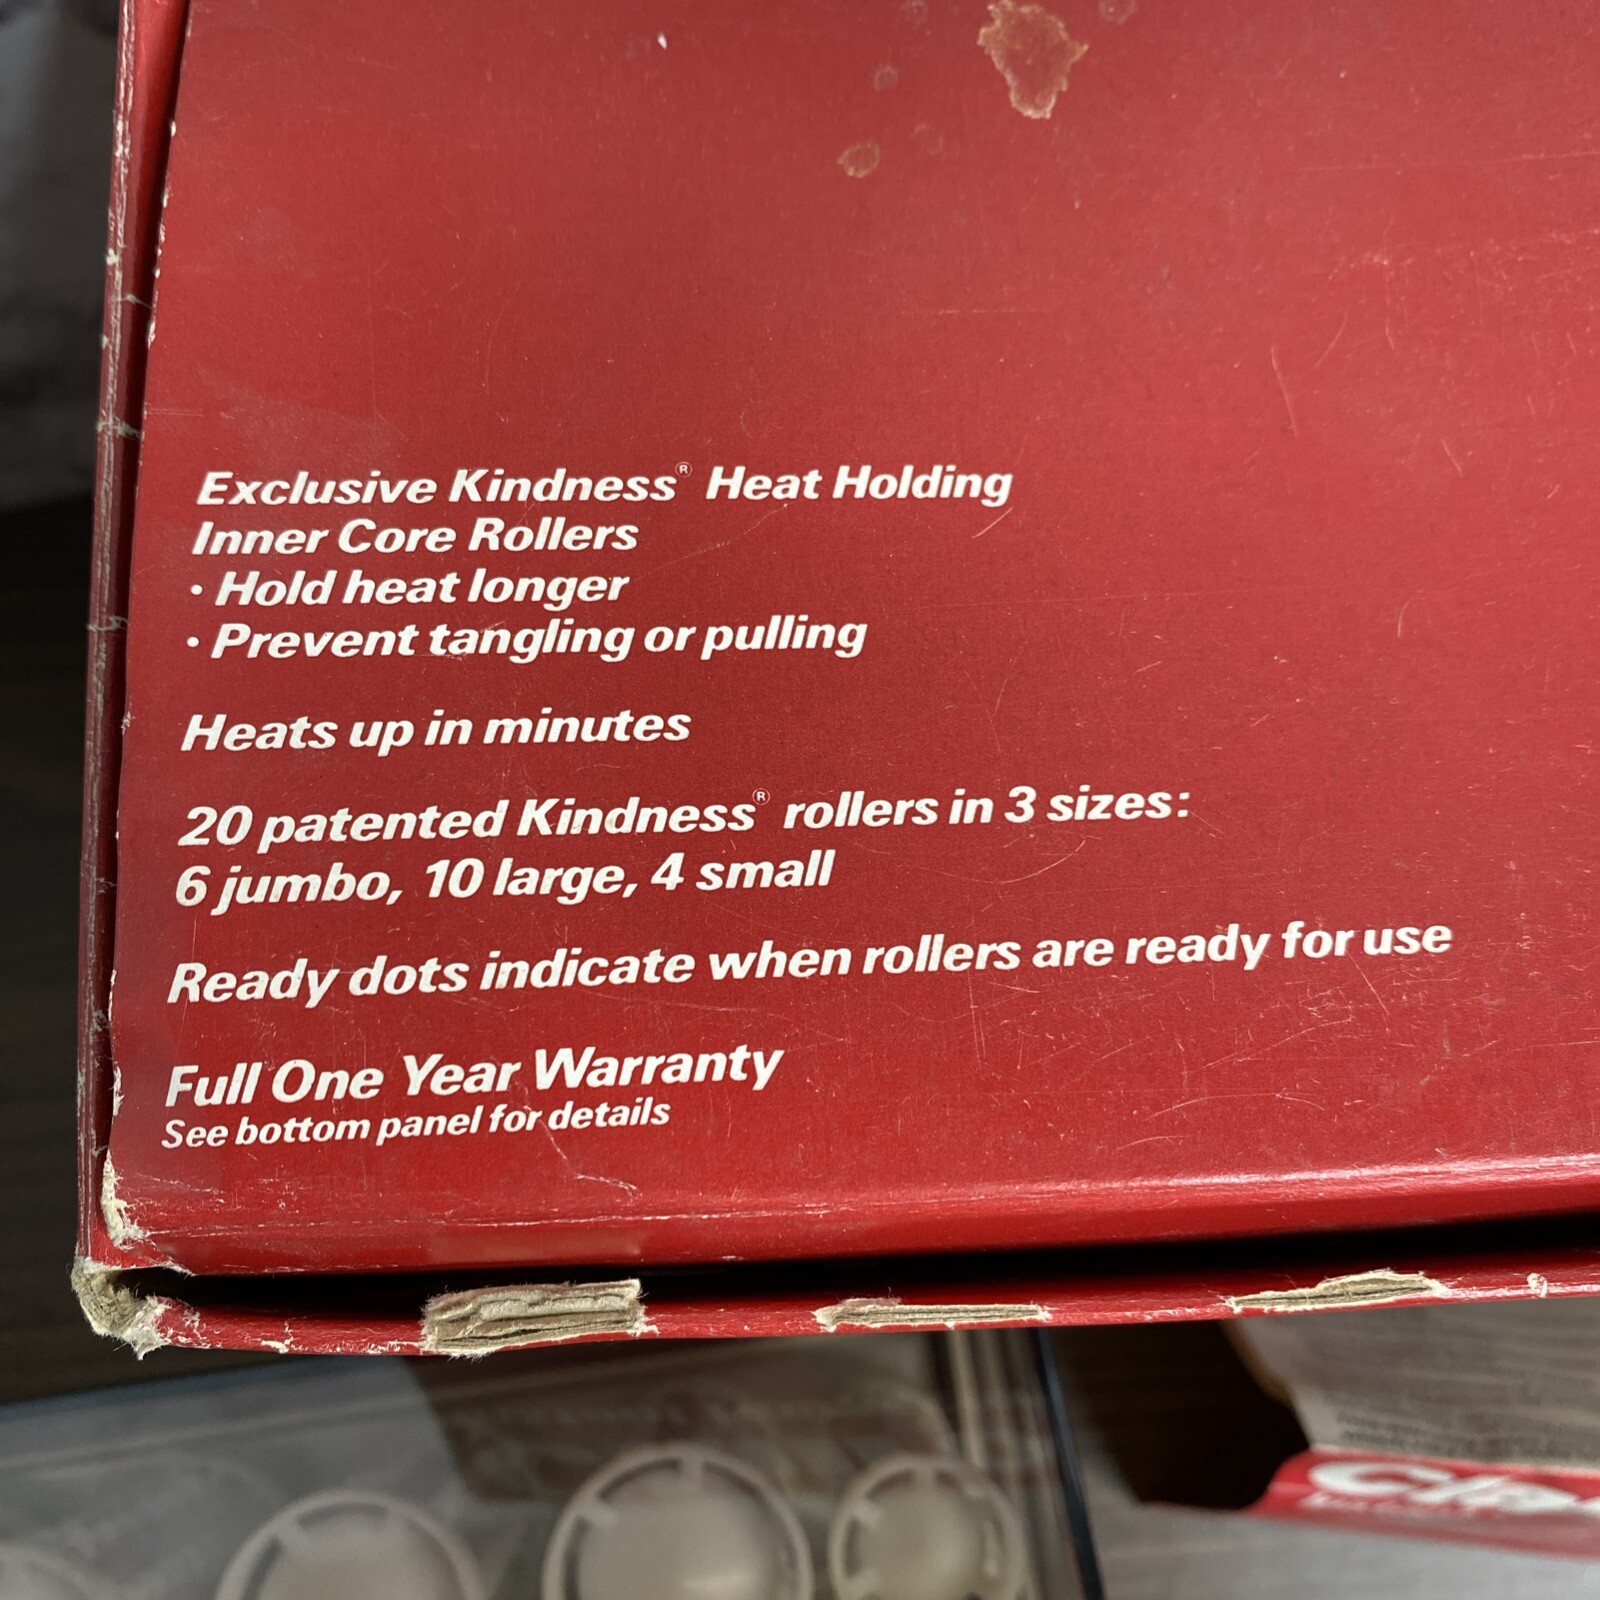 Exclusive Kindness® Heat Holding
Inner Core Rollers
• Hold heat longer
• Prevent tangling or pulling
Heats up in minutes
20 patented Kindness® rollers in 3 sizes:
6 jumbo, 10 large, 4 small
Ready dots indicate when rollers are ready for use
Full One Year Warranty
See bottom panel for details